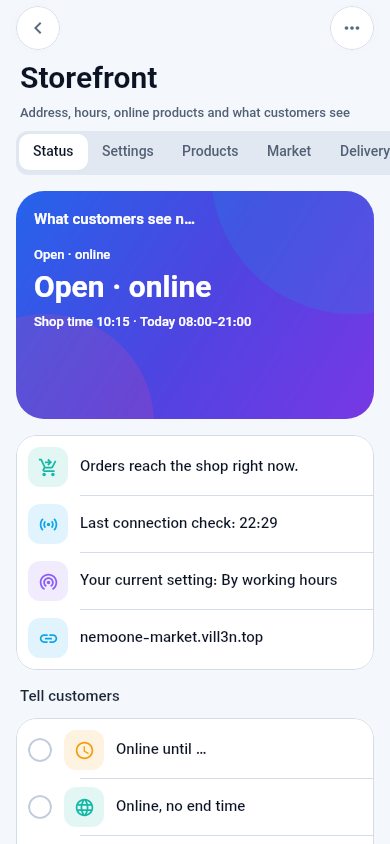 Storefront
Address, hours, online products and what customers see
Status
Settings
Products
Market
Delivery
What customers see n…
Open · online
Open · online
Shop time 10:15 · Today 08:00–21:00
Orders reach the shop right now.
Last connection check: 22:29
Your current setting: By working hours
nemoone-market.vill3n.top
Tell customers
Online until …
Online, no end time